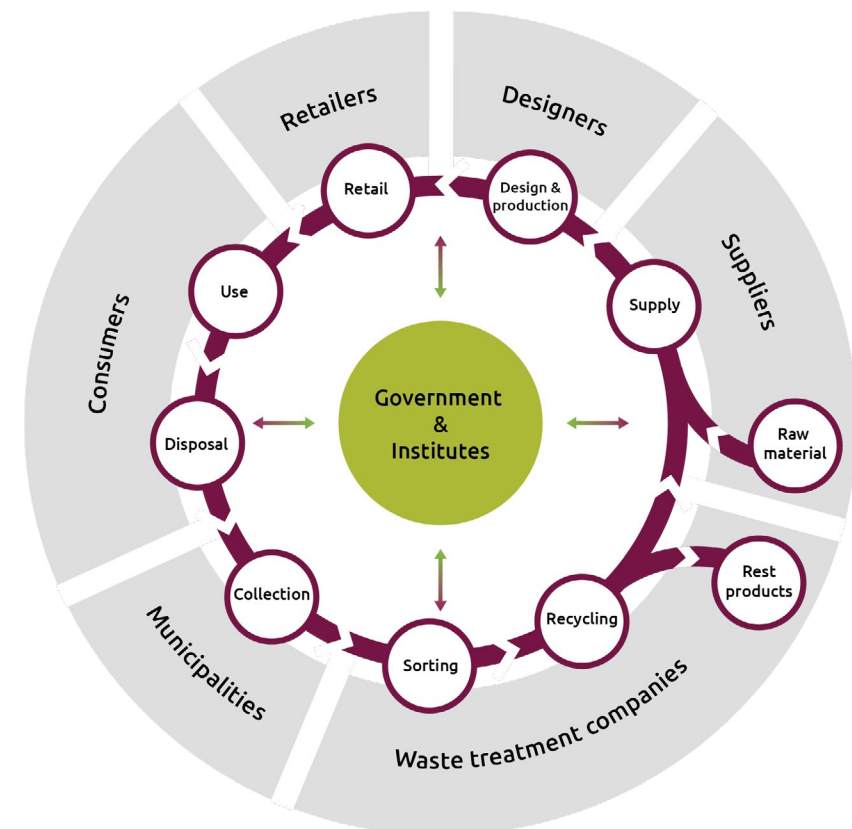 Retailers
Designers
Suppliers
Consumers
Municipalities
Waste treatment companies
Retail
Design &
production
Use
Supply
Disposal
Raw
material
Collection
Sorting
Recycling
Rest
products
Government
&
Institutes